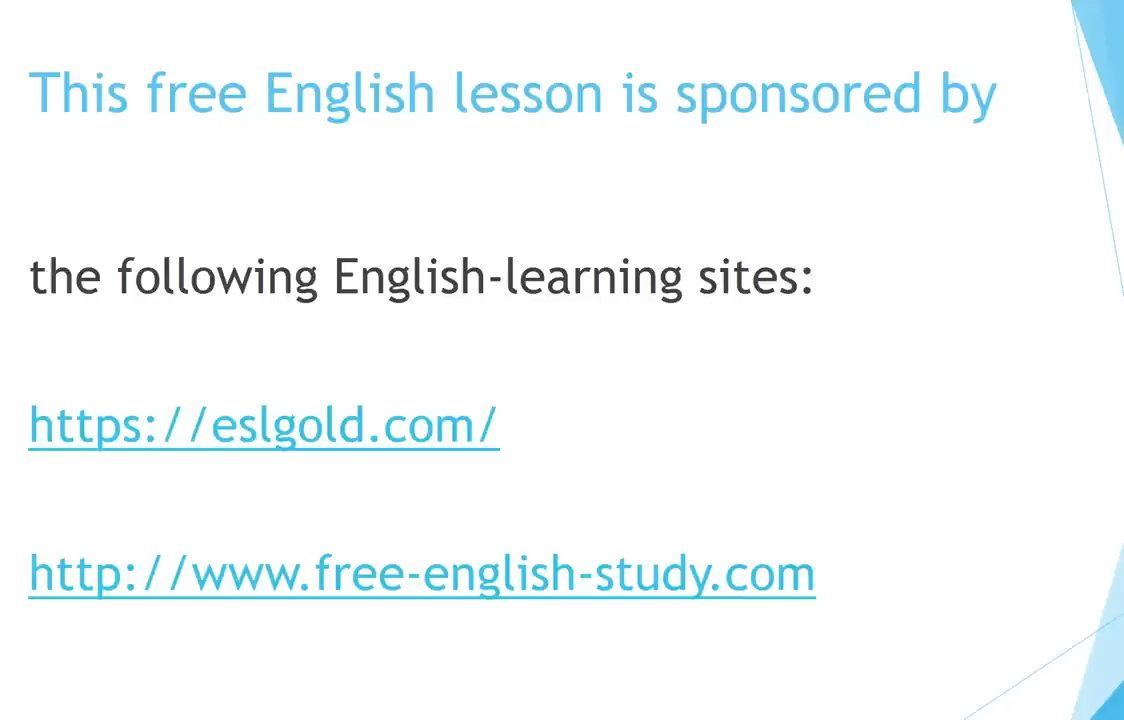 This free English lesson is sponsored by
the following English-learning sites:
https://eslgold.com/
http://www.free-english-study.com